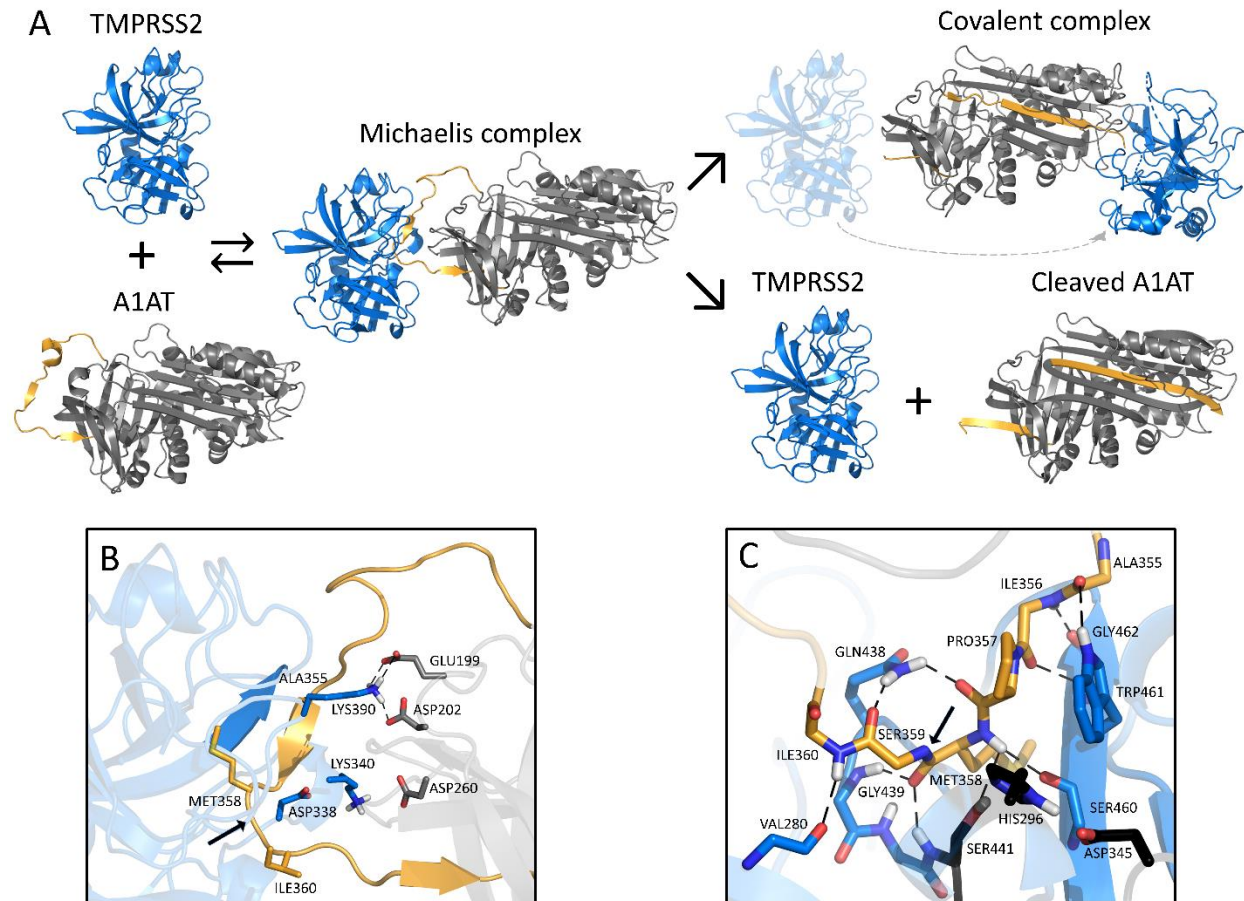 A
TMPRSS2
+
A1AT
Michaelis complex
Covalent complex
TMPRSS2
+
Cleaved A1AT
B
GLU199
ALA355
LYS390
ASP202
LYS340
ASP260
MET358
ASP338
ILE360
C
ALA355
ILE356
GLY462
PRO357
GLN438
TRP461
SER359
ILE360
MET358
GLY439
HIS296
SER460
VAL280
SER441
ASP345